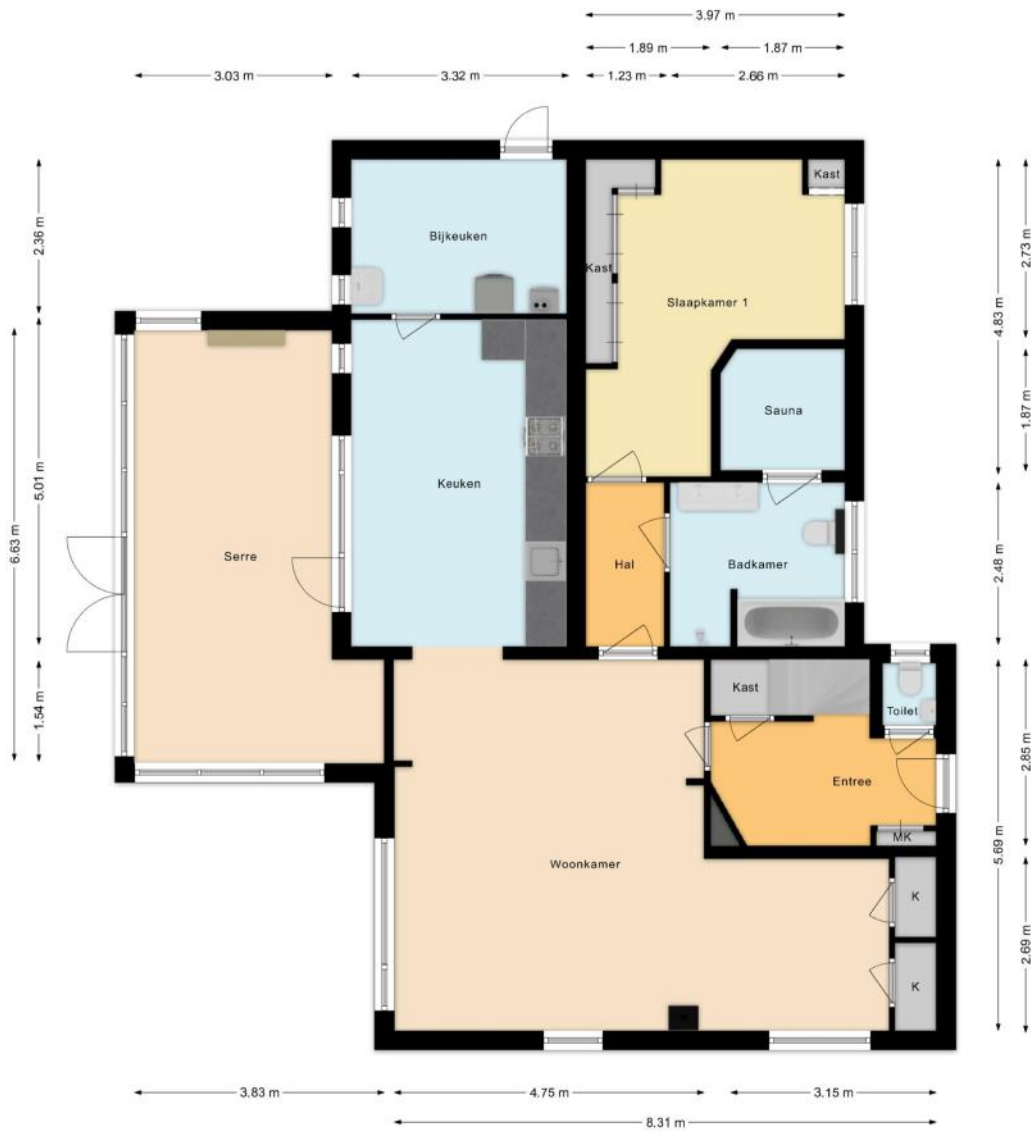 3.97 m
1.89 m
1.87 m
3.03 m
3.32 m
1.23 m
2.66 m
Kast
2.36 m
Bijkeuken
2.73 m
Kast
Slaapkamer 1
4.83 m
Sauna
1.87 m
5.01 m
Keuken
6.63 m
Serre
Hal
Badkamer
2.48 m
Kast
Toilet
1.54 m
Entree
2.85 m
MK
Woonkamer
5.69 m
K
2.69 m
K
3.83 m
4.75 m
3.15 m
8.31 m